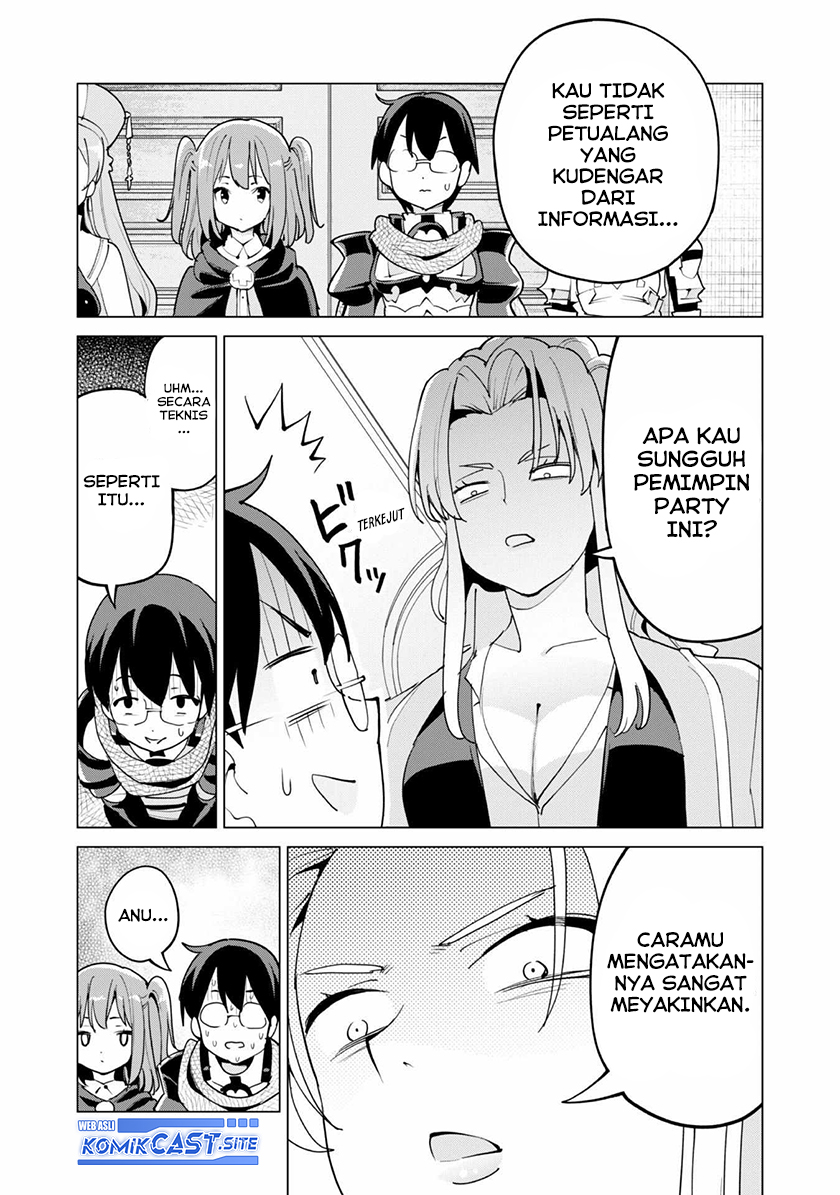 KAU TIDAK
SEPERTI
PETUALANG
YANG
KUDENGAR
DARI
INFORMASI...
APA KAU
SUNGGUH
PEMIMPIN
PARTY
INI?
ビクッ
TERKEJUT
UHM...
SECARA
TEKNIS
...
SEPERTI
ITU...
CARAMU
MENGATAKAN-
NYA SANGAT
MEYAKINKAN.
ANU...
WEB ASLI
KOMIKCAST.SITE